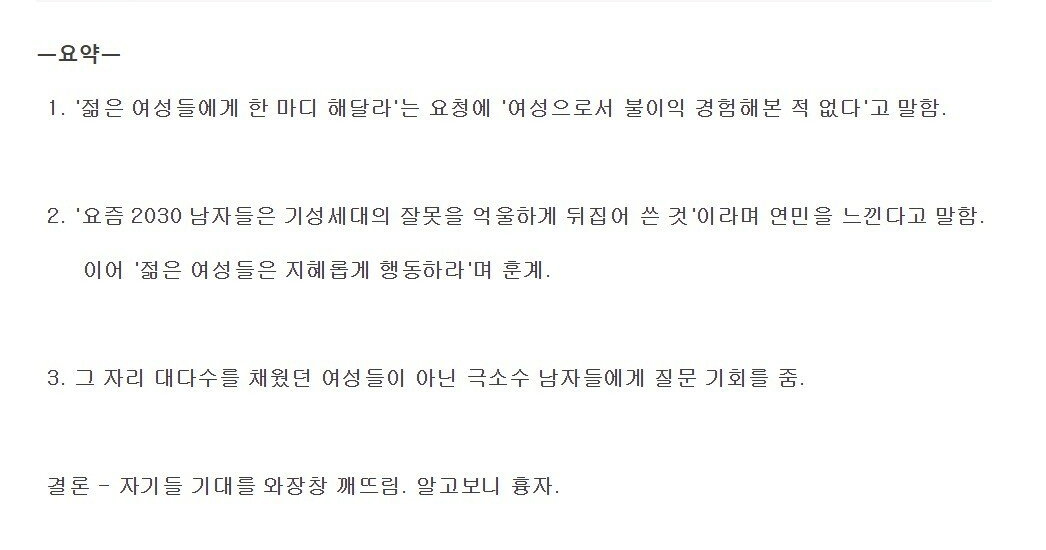 —요약—
1. '젊은 여성들에게 한 마디 해달라'는 요청에 '여성으로서 불이익 경험해본 적 없다'고 말함.
2. '요즘 2030 남자들은 기성세대의 잘못을 억울하게 뒤집어 쓴 것'이라며 연민을 느낀다고 말함.
이어 '젊은 여성들은 지혜롭게 행동하라'며 훈계.
3. 그 자리 대다수를 채웠던 여성들이 아닌 극소수 남자들에게 질문 기회를 줌.
결론 - 자기들 기대를 와장창 깨뜨림. 알고보니 흉자.